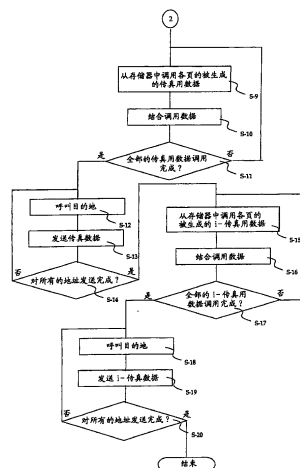 2
从存储器中调用各页的被生成
的传真用数据
S-9
结合调用数据
S-10
是
全部的传真用数据调用
完成？
否
S-11
呼叫目的地
S-12
发送传真数据
S-13
否
对所有的地址发送完成？
是
S-14
从存储器中调用各页的
被生成的 i-传真用数据
S-15
结合调用数据
S-16
是
全部的 i-传真用
数据调用完成？
否
S-17
呼叫目的地
S-18
发送 i-传真数据
S-19
否
对所有的地址发送完成？
是
S-20
结束